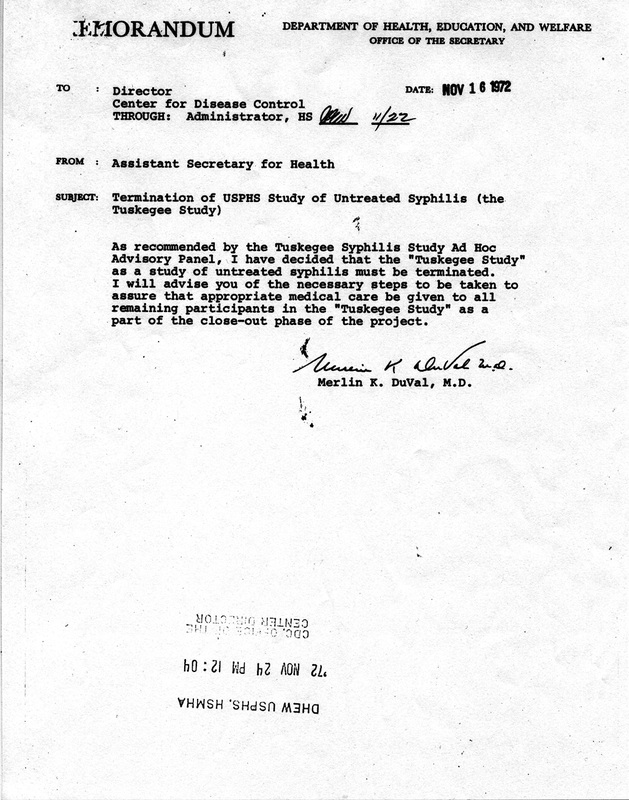 MEMORANDUM
DEPARTMENT OF HEALTH, EDUCATION, AND WELFARE
OFFICE OF THE SECRETARY
TO : Director
Center for Disease Control
THROUGH: Administrator, HS 11/22
DATE: NOV 16 1972
FROM : Assistant Secretary for Health
SUBJECT: Termination of USPHS Study of Untreated Syphilis (the
Tuskegee Study)
As recommended by the Tuskegee Syphilis Study Ad Hoc
Advisory Panel, I have decided that the "Tuskegee Study"
as a study of untreated syphilis must be terminated.
I will advise you of the necessary steps to be taken to
assure that appropriate medical care be given to all
remaining participants in the "Tuskegee Study" as a
part of the close-out phase of the project.
Merlin K DuVal M.D.
Merlin K. DuVal, M.D.
DHEW USPHS, HSMHA
'72 NOV 24 PM 12:04
CDC, OFFICE OF THE
CENTER DIRECTOR